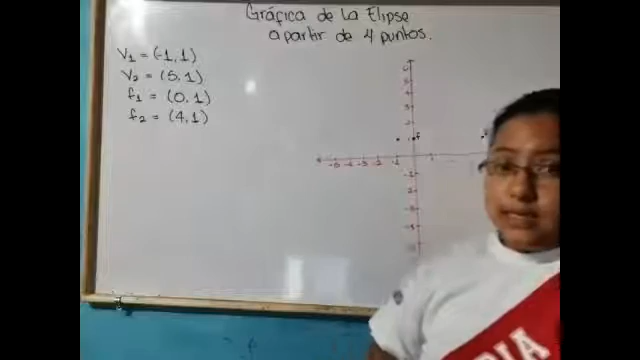 Gráfica de la Elipse
a partir de 4 puntos.
V1 = (-1, 1)
V2 = (5, 1)
f1 = (0, 1)
f2 = (4, 1)